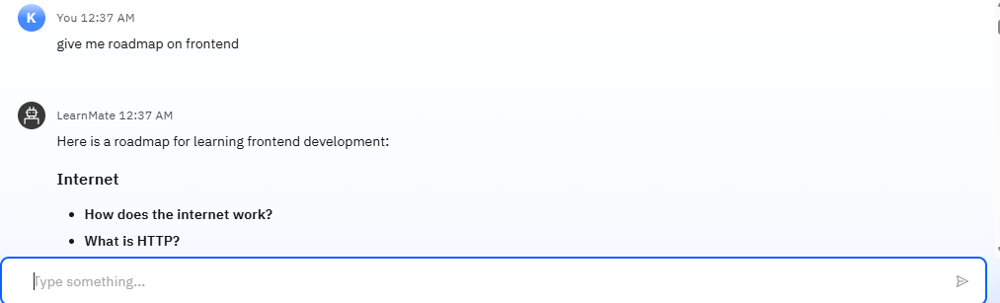 K
You 12:37 AM
give me roadmap on frontend
LearnMate 12:37 AM
Here is a roadmap for learning frontend development:
Internet
• How does the internet work?
• What is HTTP?
Type something...